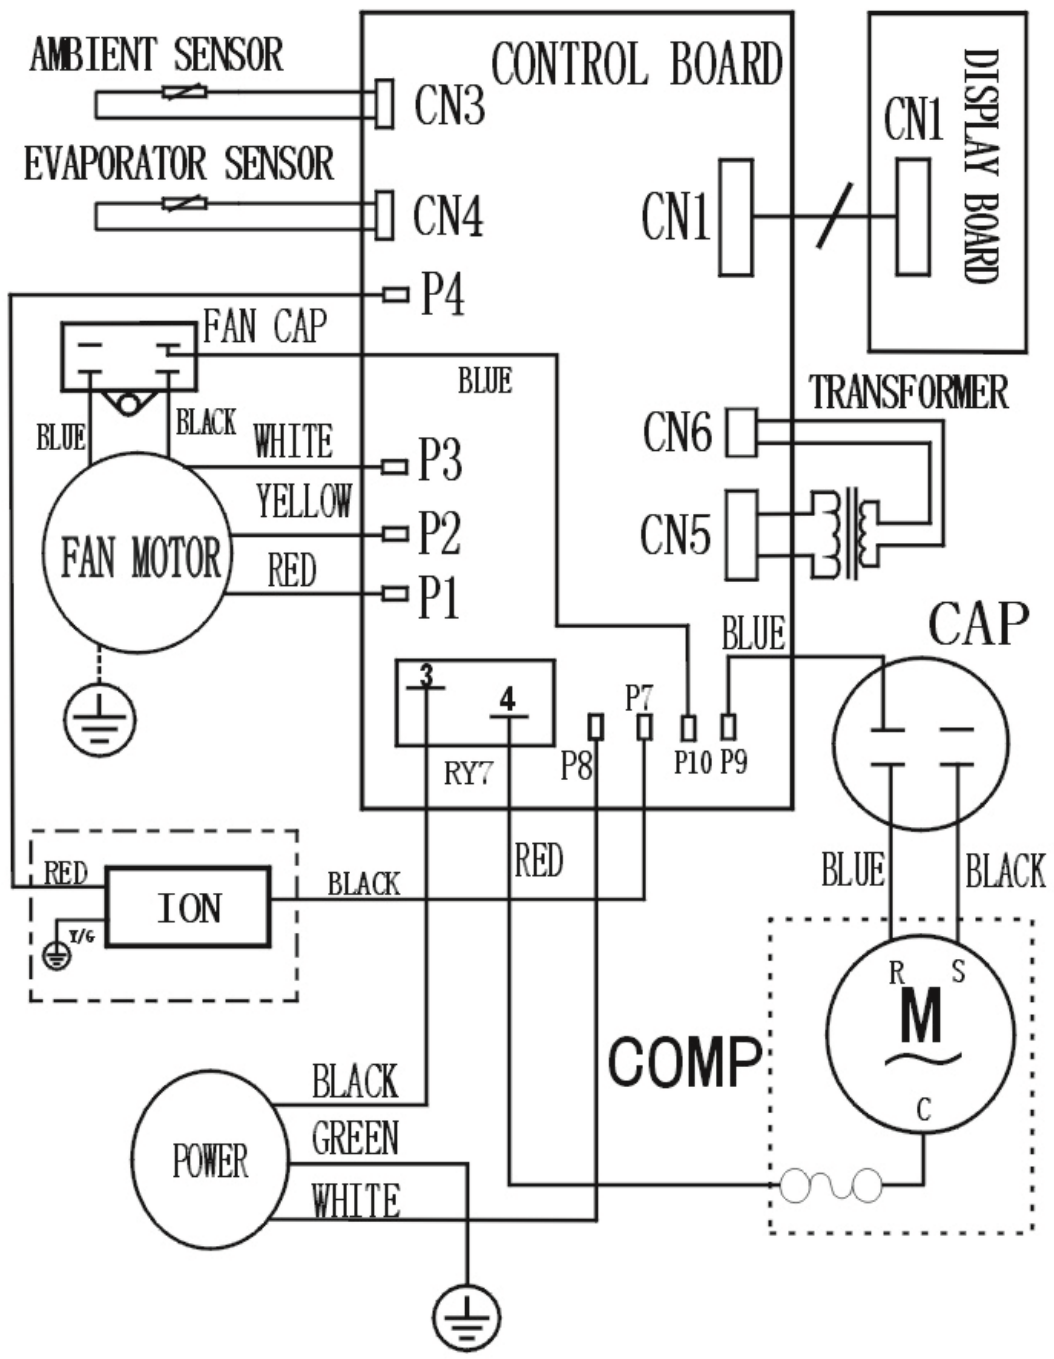 AMBIENT SENSOR
CN3
CONTROL BOARD
DISPLAY BOARD
CN1
EVAPORATOR SENSOR
CN4
CN1
P4
FAN CAP
BLUE
TRANSFORMER
BLUE
BLACK
WHITE
P3
CN6
YELLOW
P2
CN5
FAN MOTOR
RED
P1
CAP
BLUE
3
4
P7
RY7
P8
P10
P9
RED
BLUE
BLACK
RED
ION
BLACK
Y/G
R
S
M
COMP
C
BLACK
GREEN
POWER
WHITE